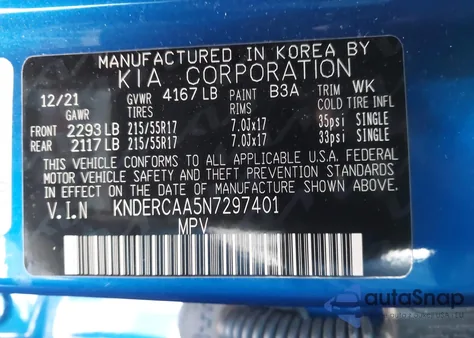 MANUFACTURED IN KOREA BY
KIA CORPORATION
12/21 GVWR 4167 LB PAINT B3A TRIM WK
GAWR TIRES RIMS COLD TIRE INFL
FRONT 2293 LB 215/55R17 7.0Jx17 35psi SINGLE
REAR 2117 LB 215/55R17 7.0Jx17 33psi SINGLE
THIS VEHICLE CONFORMS TO ALL APPLICABLE U.S.A. FEDERAL
MOTOR VEHICLE SAFETY AND THEFT PREVENTION STANDARDS
IN EFFECT ON THE DATE OF MANUFACTURE SHOWN ABOVE.
V.I.N KNDERCAA5N7297401
MPV
autoSnap